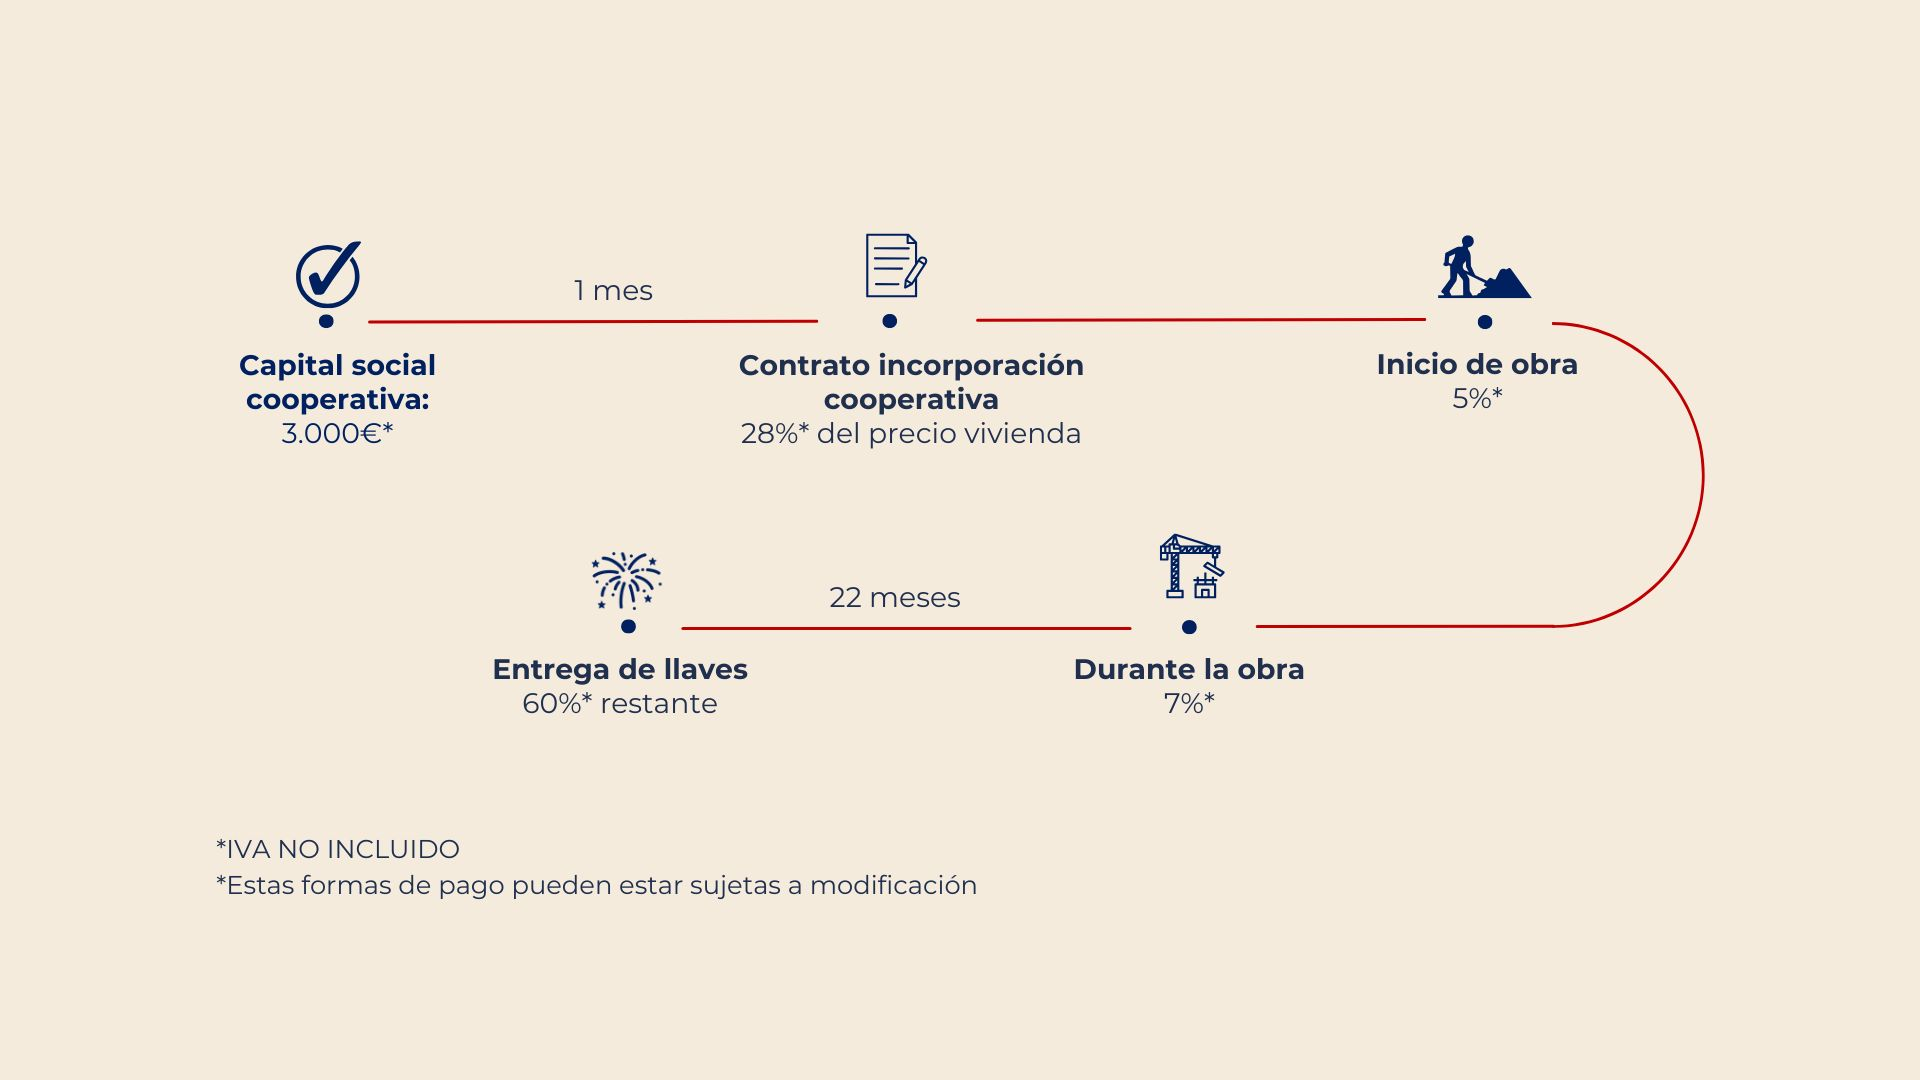 1 mes
Capital social
cooperativa:
3.000€*
Contrato incorporación
cooperativa
28%* del precio vivienda
Inicio de obra
5%*
22 meses
Entrega de llaves
60%* restante
Durante la obra
7%*
*IVA NO INCLUIDO
*Estas formas de pago pueden estar sujetas a modificación